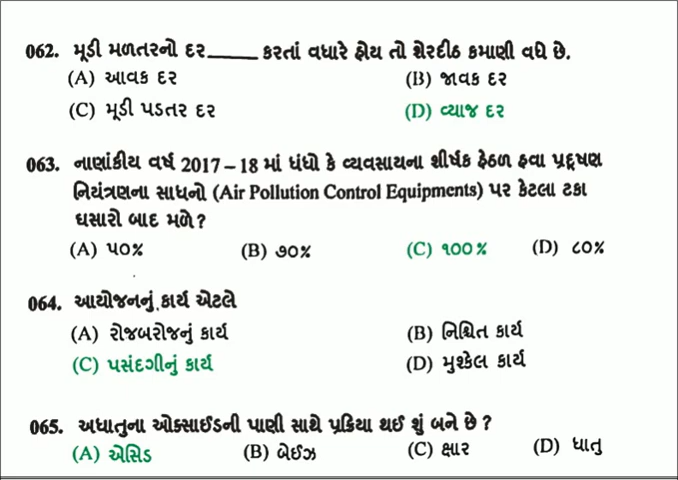 062. મૂડી મળતરનો દર_____ કરતાં વધારે હોય તો શેરદીઠ કમાણી વધે છે.
(A) આવક દર (B) જાવક દર
(C) મૂડી પડતર દર (D) વ્યાજ દર
063. નાણાંકીય વર્ષ 2017 – 18 માં ધંધો કે વ્યવસાયના શીર્ષક હેઠળ હવા પ્રદૂષણ
નિયંત્રણના સાધનો (Air Pollution Control Equipments) પર કેટલા ટકા
ઘસારો બાદ મળે ?
(A) ૫૦% (B) ૭૦% (C) ૧૦૦% (D) ૮૦%
064. આયોજનનું કાર્ય એટલે
(A) રોજબરોજનું કાર્ય (B) નિશ્ચિત કાર્ય
(C) પસંદગીનું કાર્ય (D) મુશ્કેલ કાર્ય
065. અધાતુના ઓક્સાઈડની પાણી સાથે પ્રક્રિયા થઈ શું બને છે ?
(A) એસિડ (B) બેઈઝ (C) ક્ષાર (D) ધાતુ